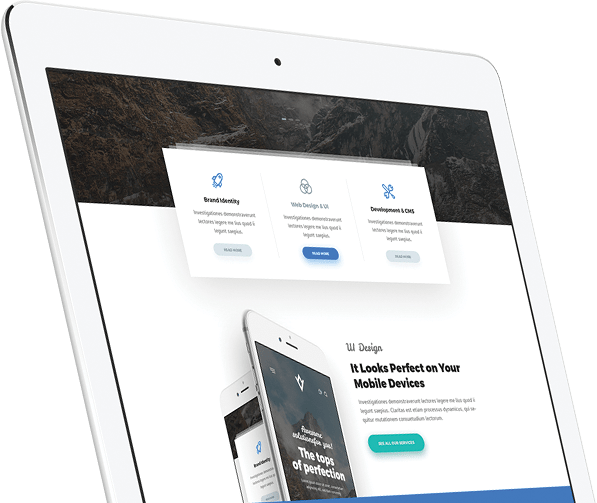 Brand Identity
Investigationes demonstraverunt
lectores legere me lius quod ii
legunt saepius.
READ MORE
Web Design & UI
Investigationes demonstraverunt
lectores legere me lius quod ii
legunt saepius.
READ MORE
Development & CMS
Investigationes demonstraverunt
lectores legere me lius quod ii
legunt saepius.
READ MORE
UI Design
It Looks Perfect on Your
Mobile Devices
Investigationes demonstraverunt lectores legere me lius quod ii
legunt saepius. Claritas est etiam processus dynamicus, qui se-
quitur mutationem consuetudium lectorum.
SEE ALL OUR SERVICES
Awesome
solutions for you!
The tops
of perfection
Brand Identity